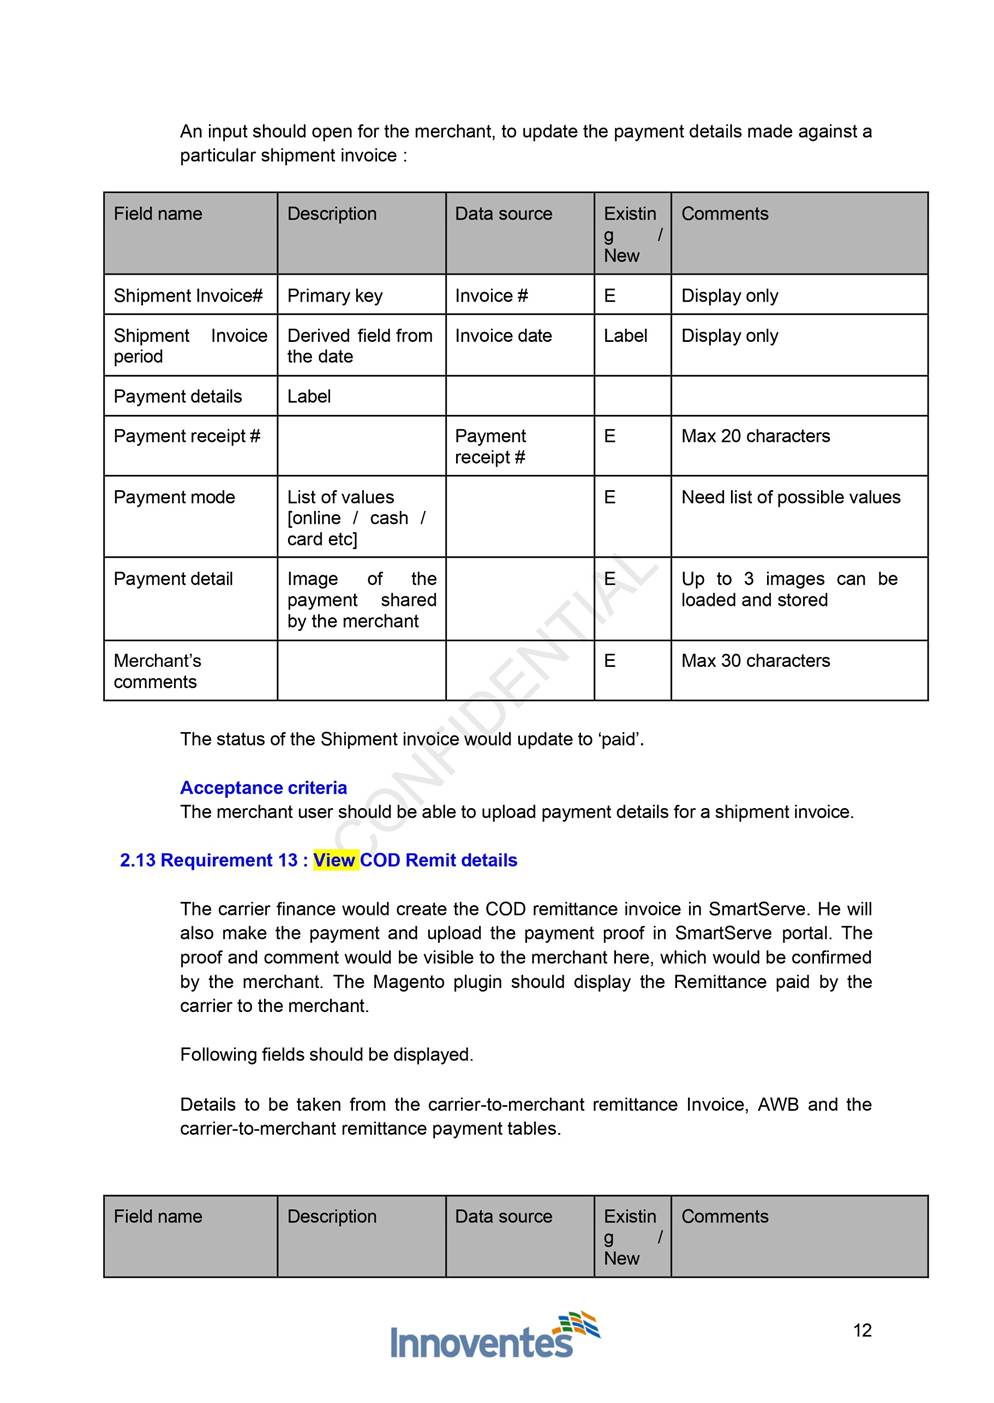 An input should open for the merchant, to update the payment details made against a
particular shipment invoice :
Field name Description Data source Existin Comments
g /
New
Shipment Invoice# Primary key Invoice # E Display only
Shipment Invoice Derived field from Invoice date Label Display only
period the date
Payment details Label
Payment receipt # Payment E Max 20 characters
receipt #
Payment mode List of values E Need list of possible values
[online / cash /
card etc]
Payment detail Image of the E Up to 3 images can be
payment shared loaded and stored
by the merchant
Merchant’s E Max 30 characters
comments
CONFIDENTIAL
The status of the Shipment invoice would update to ‘paid’.
Acceptance criteria
The merchant user should be able to upload payment details for a shipment invoice.
2.13 Requirement 13 : View COD Remit details
The carrier finance would create the COD remittance invoice in SmartServe. He will
also make the payment and upload the payment proof in SmartServe portal. The
proof and comment would be visible to the merchant here, which would be confirmed
by the merchant. The Magento plugin should display the Remittance paid by the
carrier to the merchant.
Following fields should be displayed.
Details to be taken from the carrier-to-merchant remittance Invoice, AWB and the
carrier-to-merchant remittance payment tables.
Field name Description Data source Existin Comments
g /
New
Innoventes
12